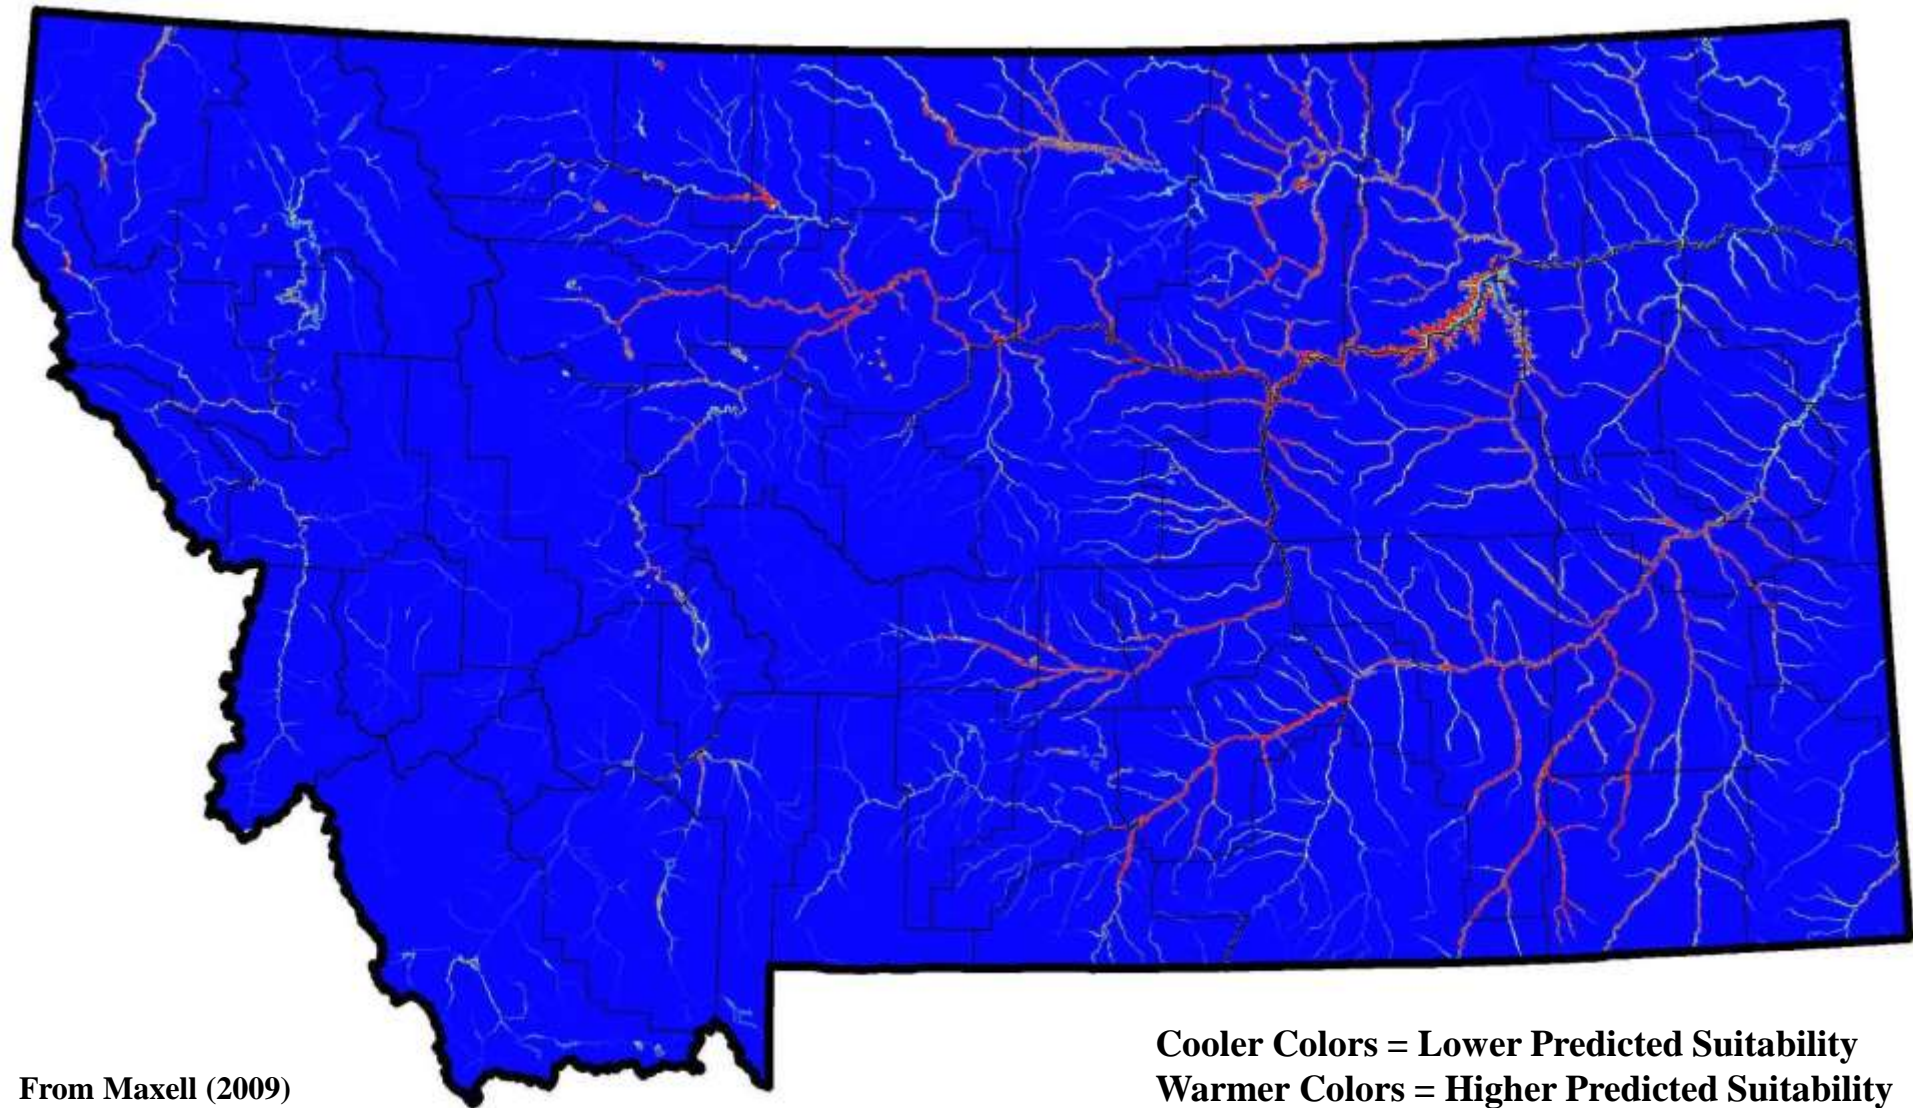 From Maxell (2009)
Cooler Colors = Lower Predicted Suitability
Warmer Colors = Higher Predicted Suitability